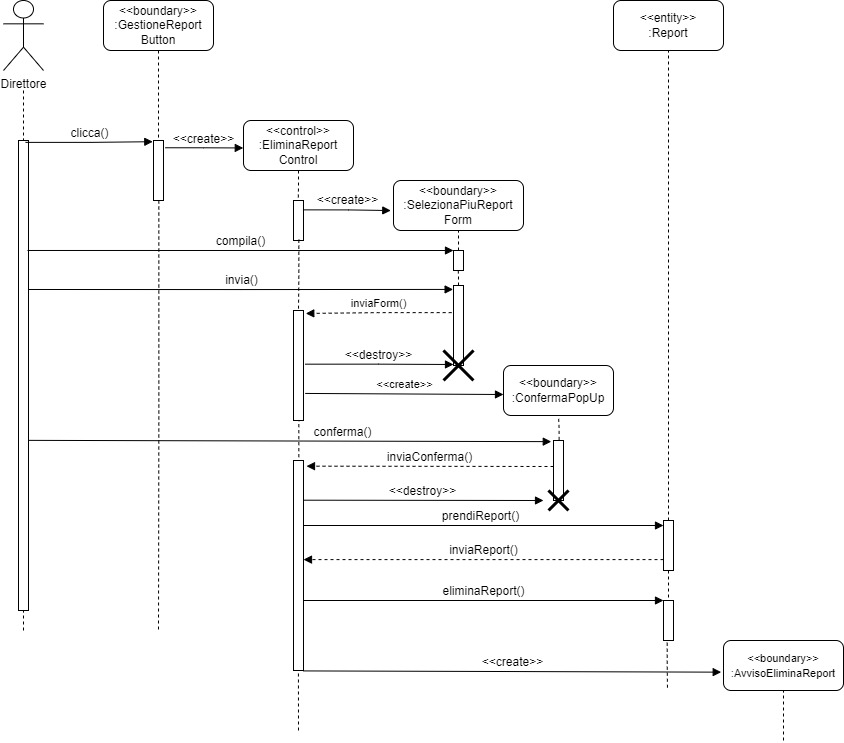 <<boundary>>
:GestioneReport
Button
<<entity>>
:Report
Direttore
clicca()
<<create>>
<<control>>
:EliminaReport
Control
<<create>>
<<boundary>>
:SelezionaPiuReport
Form
compila()
invia()
inviaForm()
<<destroy>>
<<create>>
<<boundary>>
:ConfermaPopUp
conferma()
inviaConferma()
<<destroy>>
prendiReport()
inviaReport()
eliminaReport()
<<create>>
<<boundary>>
:AvvisoEliminaReport